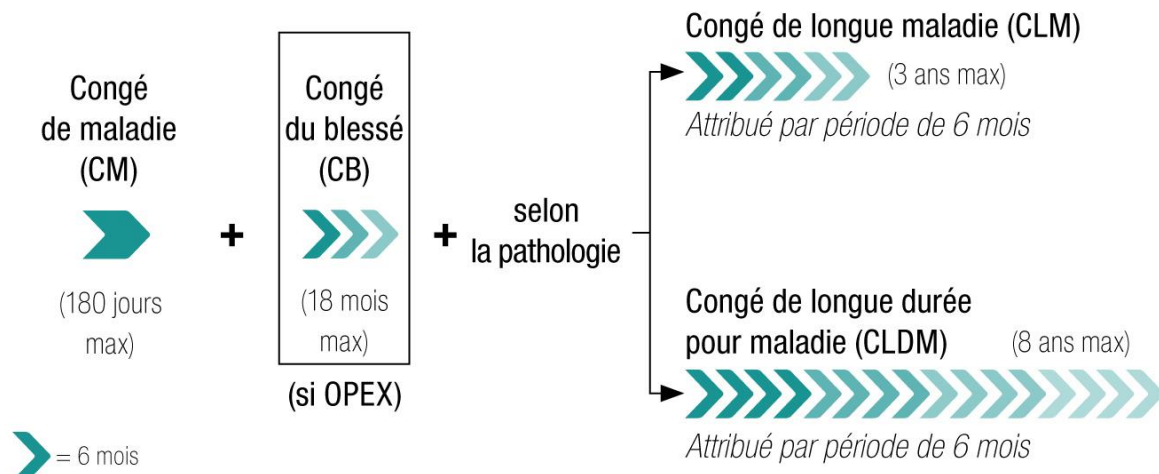 Congé
de maladie
(CM)
(180 jours
max)
+
Congé
du blessé
(CB)
(18 mois
max)
(si OPEX)
+
selon
la pathologie
Congé de longue maladie (CLM)
(3 ans max)
Attribué par période de 6 mois
Congé de longue durée
pour maladie (CLDM) (8 ans max)
Attribué par période de 6 mois
= 6 mois